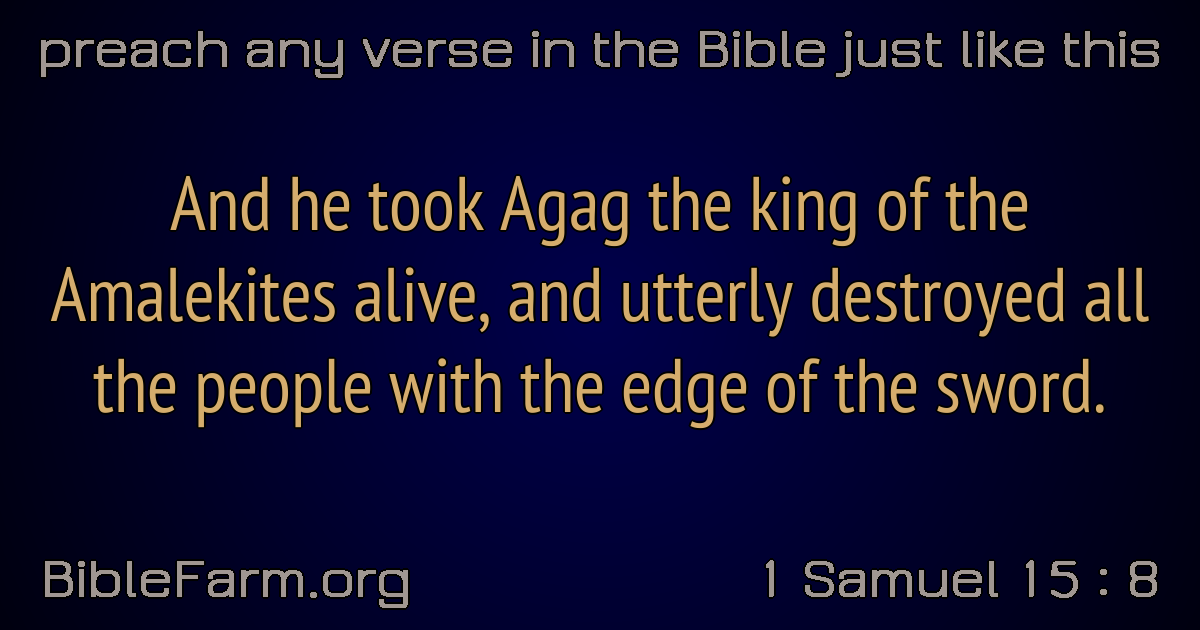 preach any verse in the Bible just like this
And he took Agag the king of the
Amalekites alive, and utterly destroyed all
the people with the edge of the sword.
BibleFarm.org
1 Samuel 15 : 8